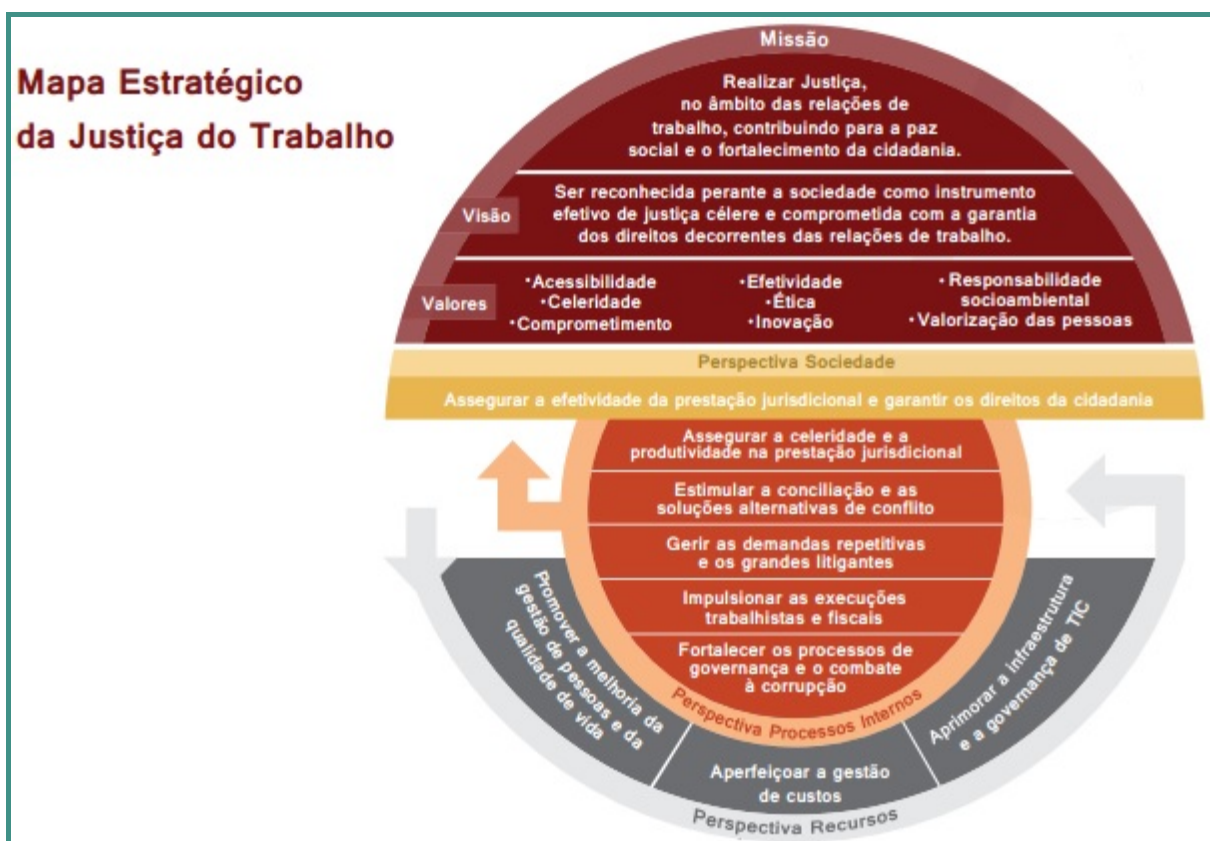 Mapa Estratégico
da Justiça do Trabalho
Missão
Realizar Justiça,
no âmbito das relações de
trabalho, contribuindo para a paz
social e o fortalecimento da cidadania.
Visão
Ser reconhecida perante a sociedade como instrumento
efetivo de justiça célere e comprometida com a garantia
dos direitos decorrentes das relações de trabalho.
Valores
•Acessibilidade
•Celeridade
•Comprometimento
•Efetividade
•Ética
•Inovação
•Responsabilidade
socioambiental
•Valorização das pessoas
Perspectiva Sociedade
Assegurar a efetividade da prestação jurisdicional e garantir os direitos da cidadania
Assegurar a celeridade e a
produtividade na prestação jurisdicional
Estimular a conciliação e as
soluções alternativas de conflito
Gerir as demandas repetitivas
e os grandes litigantes
Impulsionar as execuções
trabalhistas e fiscais
Fortalecer os processos de
governança e o combate
à corrupção
Perspectiva Processos Internos
Promover a melhoria da
gestão de pessoas e da
qualidade de vida
Aperfeiçoar a gestão
de custos
Aprimorar a infraestrutura
e a governança de TIC
Perspectiva Recursos